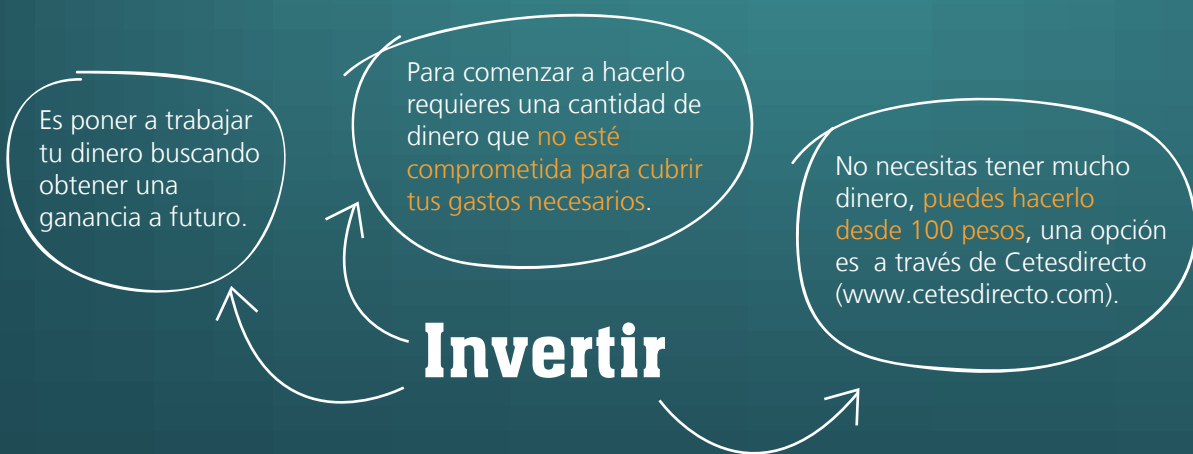 Es poner a trabajar
tu dinero buscando
obtener una
ganancia a futuro.
Para comenzar a hacerlo
requieres una cantidad de
dinero que no esté
comprometida para cubrir
tus gastos necesarios.
No necesitas tener mucho
dinero, puedes hacerlo
desde 100 pesos, una opción
es  a través de Cetesdirecto
(www.cetesdirecto.com).
Invertir